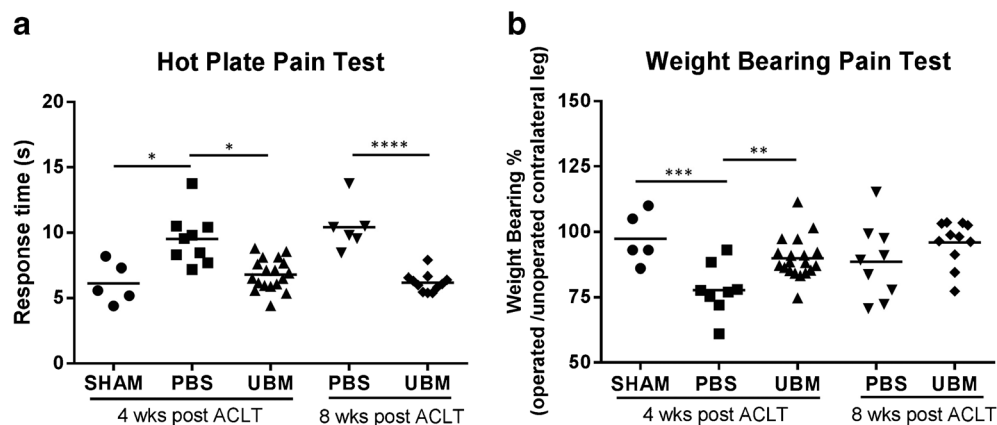 a
Hot Plate Pain Test
Response time (s)
20
15
10
5
0
*
*
****
SHAM PBS UBM PBS UBM
4 wks post ACLT 8 wks post ACLT
b
Weight Bearing Pain Test
Weight Bearing %
(operated /unoperated contralateral leg)
150
125
100
75
50
***
**
SHAM PBS UBM PBS UBM
4 wks post ACLT 8 wks post ACLT